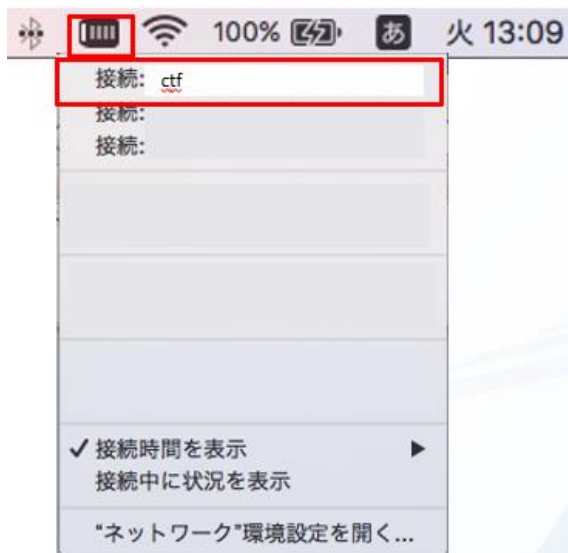 100% あ 火 13:09
接続: ctf
接続:
接続:
✓ 接続時間を表示 ▶
接続中に状況を表示
“ネットワーク”環境設定を開く...